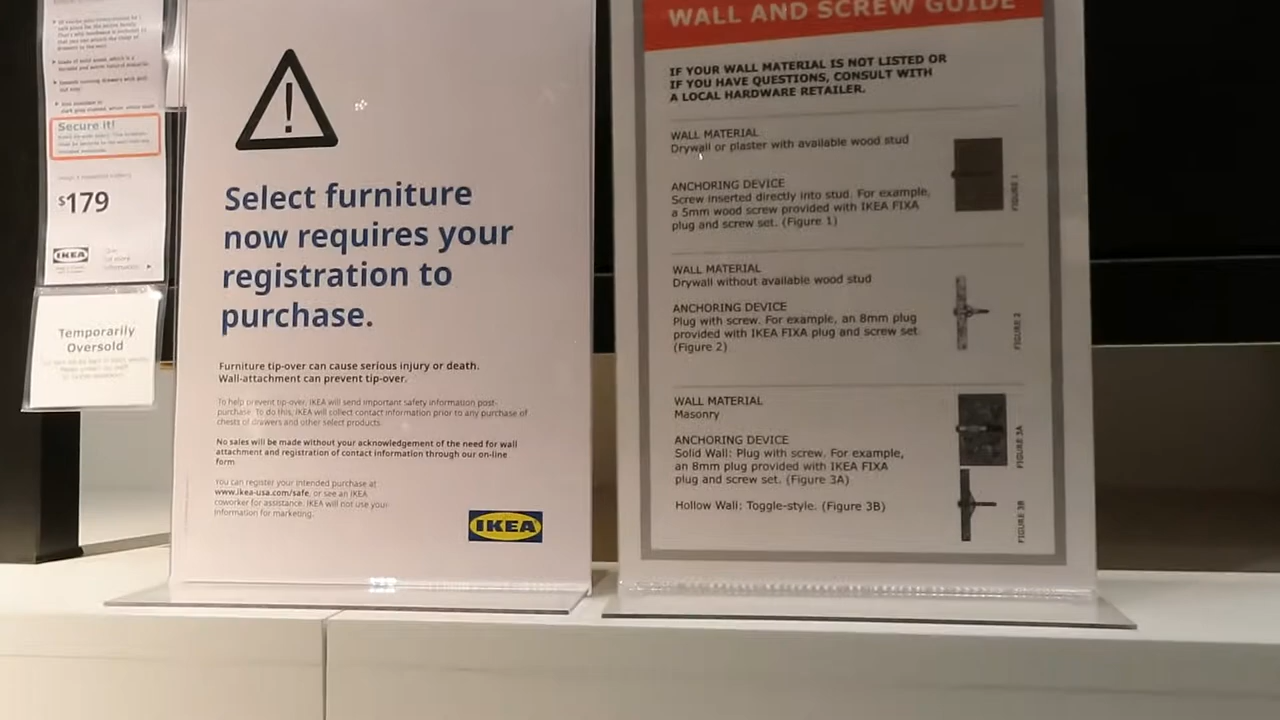 Secure it!
$179
IKEA
Temporarily
Oversold
Select furniture
now requires your
registration to
purchase.
Furniture tip-over can cause serious injury or death.
Wall-attachment can prevent tip-over.
To help prevent tip-over, IKEA will send important safety information post-
purchase. To do this, IKEA will collect contact information prior to any purchase of
chests of drawers and other select products.
No sales will be made without your acknowledgement of the need for wall
attachment and registration of contact information through our on-line
form.
You can register your intended purchase at
www.ikea-usa.com/safe, or see an IKEA
coworker for assistance. IKEA will not use your
information for marketing.
IKEA
WALL AND SCREW GUIDE
IF YOUR WALL MATERIAL IS NOT LISTED OR
IF YOU HAVE QUESTIONS, CONSULT WITH
A LOCAL HARDWARE RETAILER.
WALL MATERIAL
Drywall or plaster with available wood stud
ANCHORING DEVICE
Screw inserted directly into stud. For example,
a 5mm wood screw provided with IKEA FIXA
plug and screw set. (Figure 1)
FIGURE 1
WALL MATERIAL
Drywall without available wood stud
ANCHORING DEVICE
Plug with screw. For example, an 8mm plug
provided with IKEA FIXA plug and screw set.
(Figure 2)
FIGURE 2
WALL MATERIAL
Masonry
ANCHORING DEVICE
Solid Wall: Plug with screw. For example,
an 8mm plug provided with IKEA FIXA
plug and screw set. (Figure 3A)
FIGURE 3A
Hollow Wall: Toggle-style. (Figure 3B)
FIGURE 3B